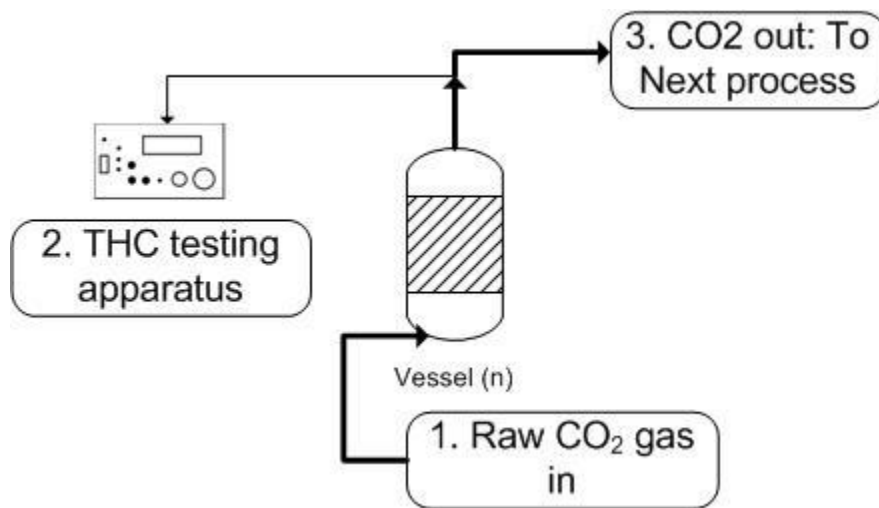 3. CO2 out: To
Next process
2. THC testing
apparatus
Vessel (n)
1. Raw CO₂ gas
in